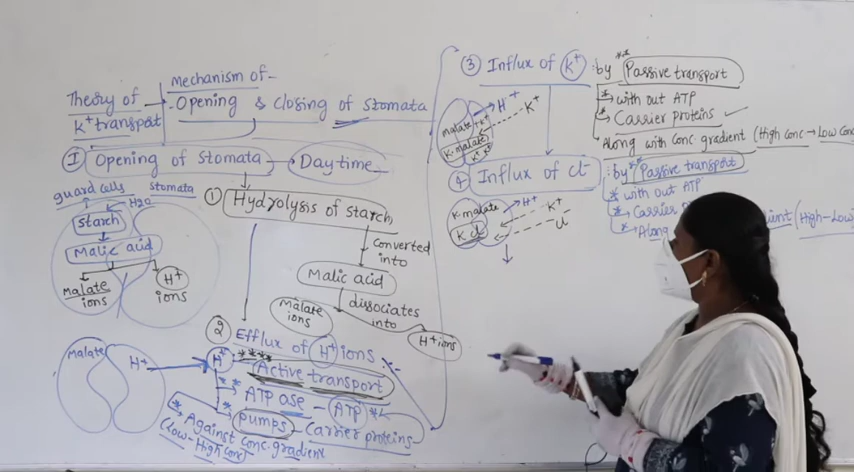 Mechanism of-
Theory of
K+ transport
Opening & closing of stomata
I Opening of stomata
Day time
guard cells
stomata
H2O
starch
Malic acid
Malate
ions
H+
ions
① Hydrolysis of starch
converted
into
Malic acid
dissociates
into
Malate
ions
H+ ions
② Efflux of H+ ions
Malate
H+
H+
**** Active transport
** ATP ase - ATP *
* pumps - carrier proteins
* Against conc. gradient
(Low-High conc)
③ Influx of K+
: by ** Passive transport
* with out ATP
* Carrier proteins
Along with Conc. gradient (High Conc → Low Conc
malate
H+
K+
K-malate
K+ K+
④ Influx of Cl-
: by * Passive transport
* with out ATP
* Carrier
* Along
(High-Low
K-malate
H+
K+
K Cl
Cl